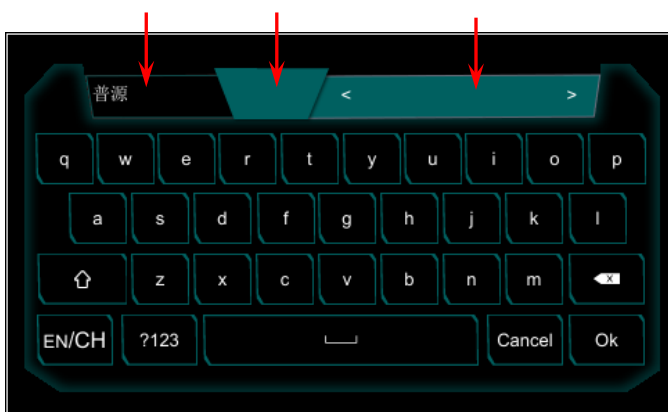 普源 < >
q w e r t y u i o p
a s d f g h j k l
z x c v b n m x
EN/CH ?123 Cancel Ok